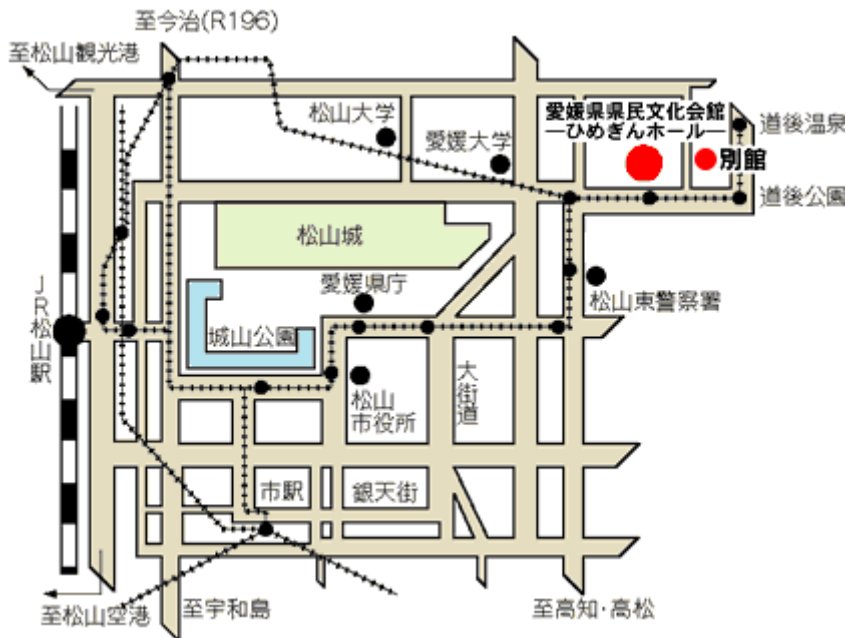 至今治(R196)
至松山観光港
松山大学
愛媛大学
愛媛県県民文化会館
―ひめぎんホール―
別館
道後温泉
道後公園
松山城
愛媛県庁
松山東警察署
JR松山駅
城山公園
松山
市役所
大街道
市駅
銀天街
至松山空港
至宇和島
至高知・高松